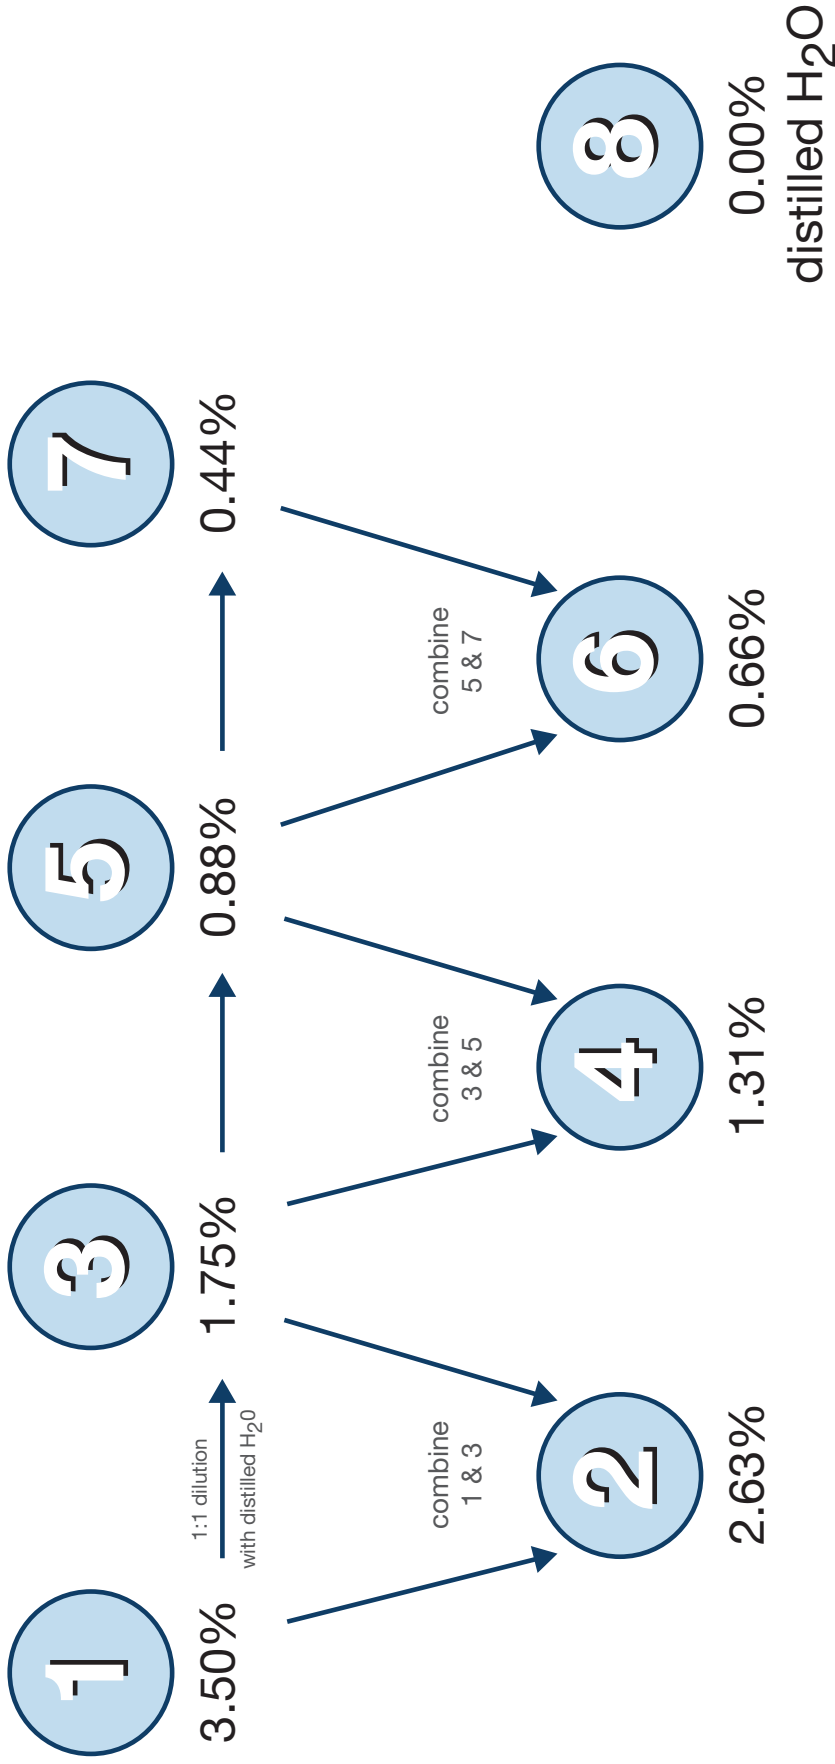 1
3.50%
1:1 dilution
with distilled H₂0
3
1.75%
5
0.88%
7
0.44%
combine
1 & 3
combine
3 & 5
combine
5 & 7
2
2.63%
4
1.31%
6
0.66%
8
0.00%
distilled H₂O